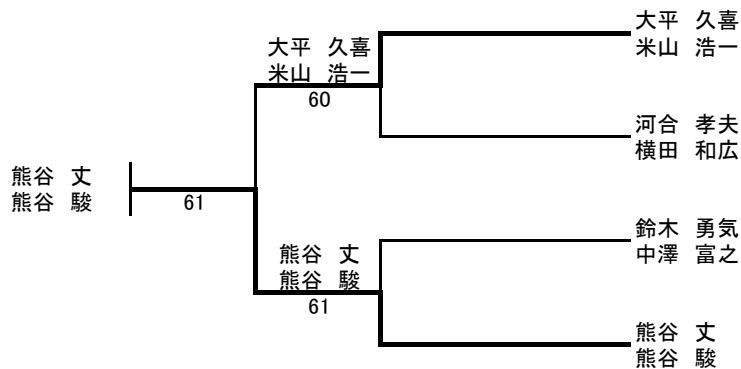 大平　久喜
米山　浩一
大平　久喜
米山　浩一
60
河合　孝夫
横田　和広
熊谷　丈
熊谷　駿
61
鈴木　勇気
中澤　富之
熊谷　丈
熊谷　駿
61
熊谷　丈
熊谷　駿